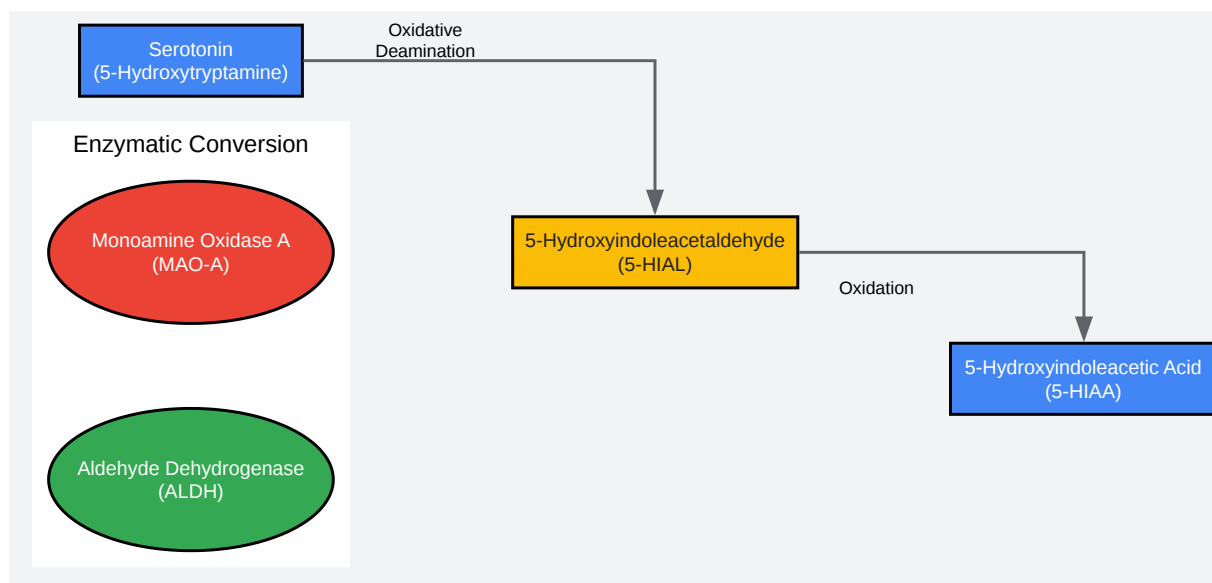 Serotonin
(5-Hydroxytryptamine)
Oxidative
Deamination
Enzymatic Conversion
Monoamine Oxidase A
(MAO-A)
5-Hydroxyindoleacetaldehyde
(5-HIAL)
Oxidation
5-Hydroxyindoleacetic Acid
(5-HIAA)
Aldehyde Dehydrogenase
(ALDH)